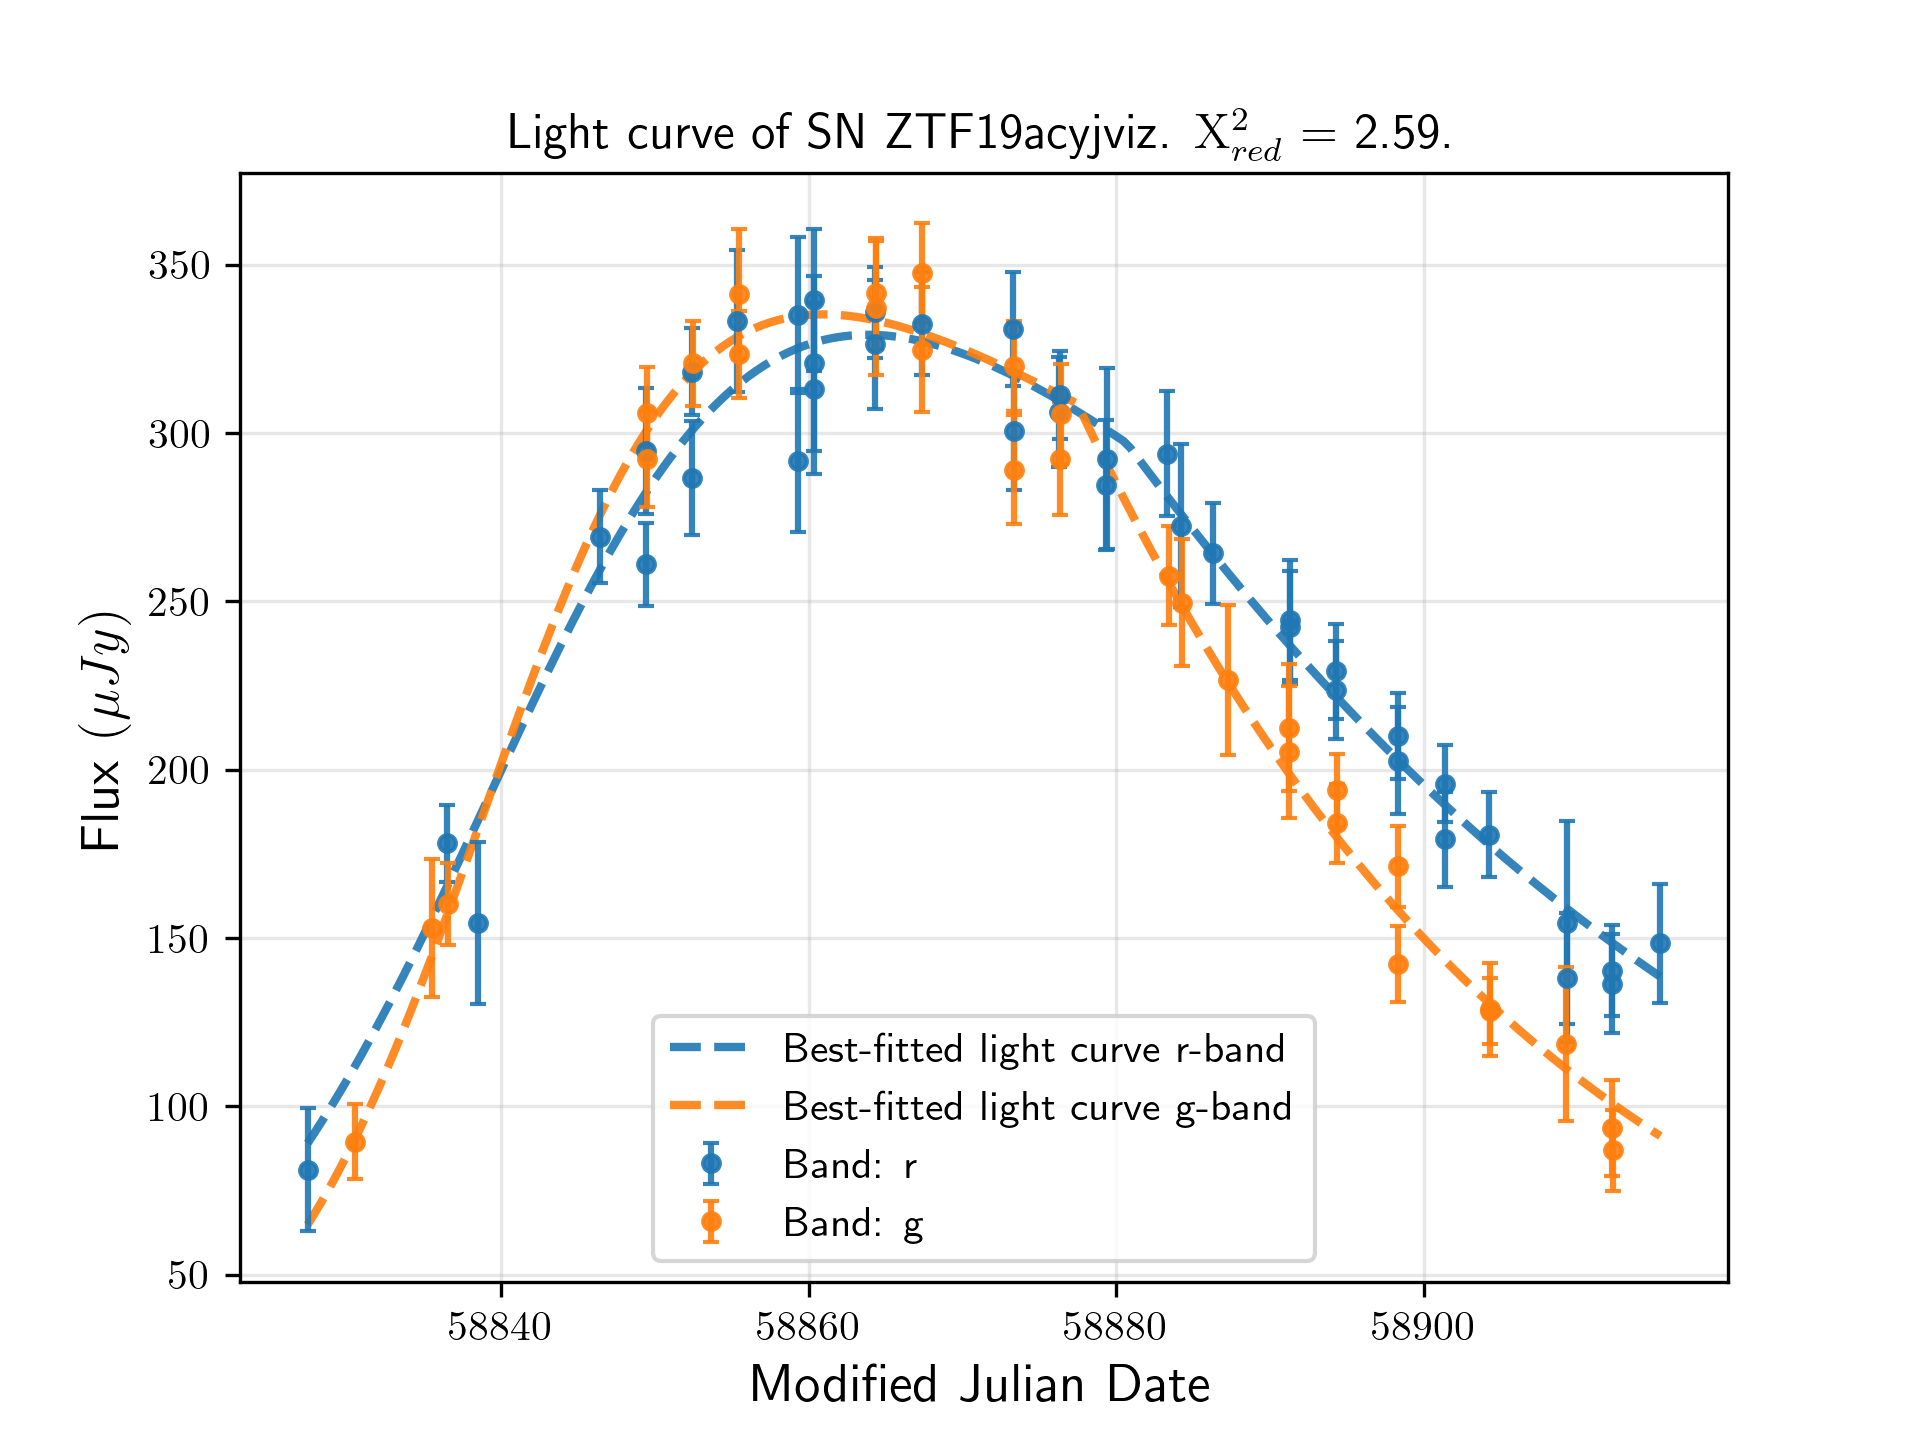 Light curve of SN ZTF19acyjviz. X²_red = 2.59.
350
300
250
200
150
100
50
Flux (μJy)
Best-fitted light curve r-band
Best-fitted light curve g-band
Band: r
Band: g
58840 58860 58880 58900
Modified Julian Date